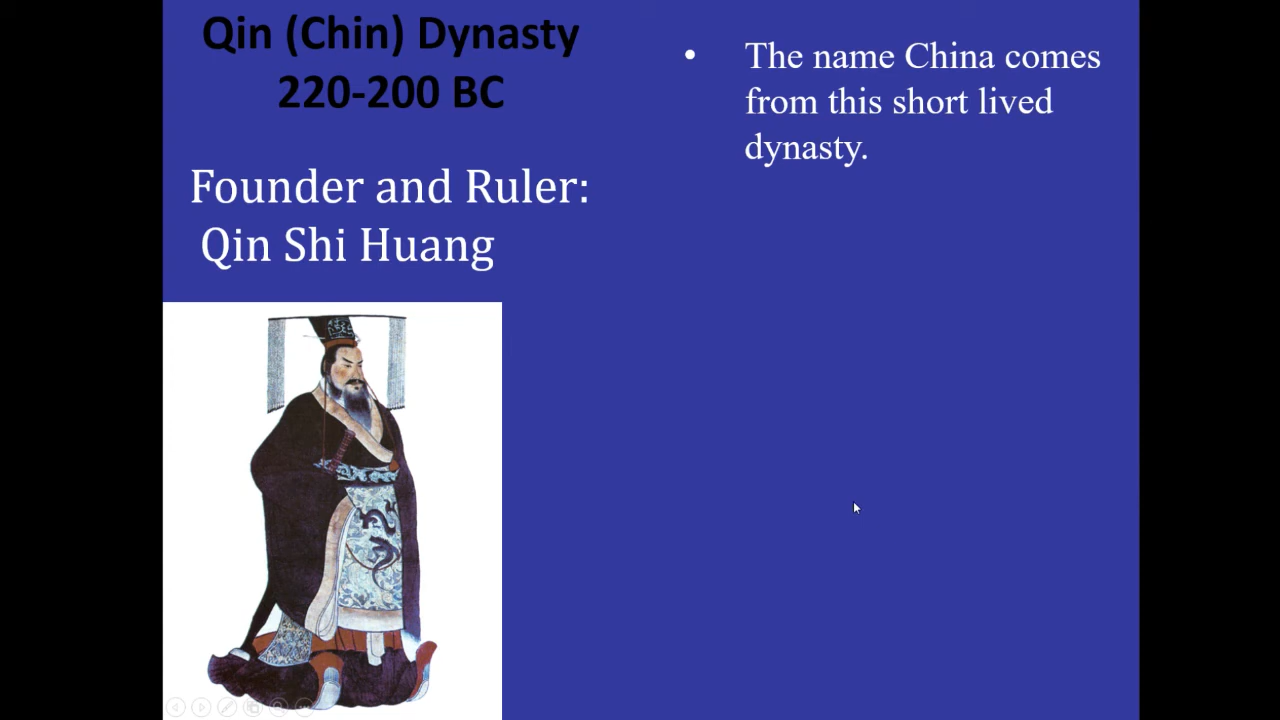 Qin (Chin) Dynasty
220-200 BC
Founder and Ruler:
Qin Shi Huang
• The name China comes
from this short lived
dynasty.